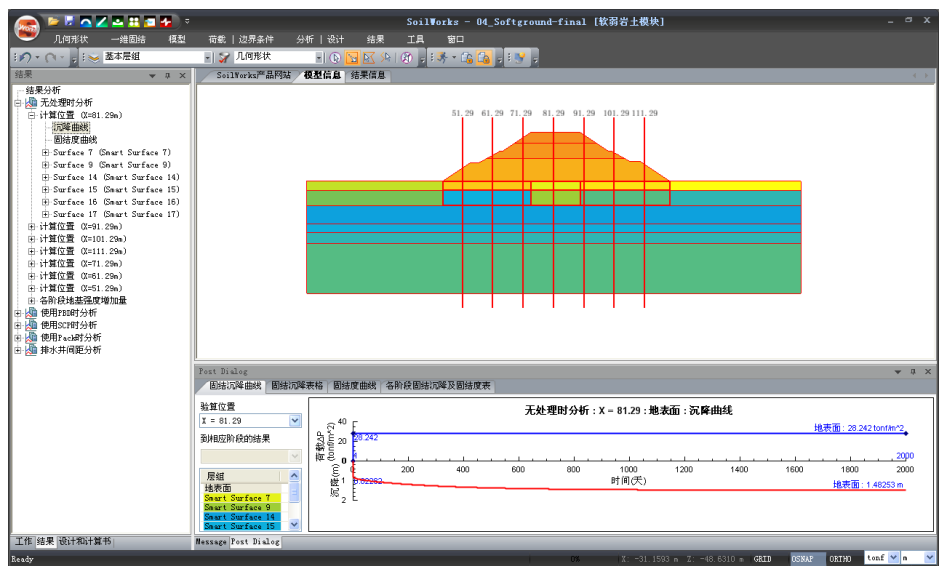 SoilWorks - 04_Softground-final [软弱岩土模块]
几何形状 一维固结 模型 荷载 | 边界条件 分析 | 设计 结果 工具 窗口
基本层组 几何形状
结果
SoilWorks产品网站 模型信息 结果信息
结果分析
无处理时分析
计算位置 (X=81.29m)
沉降曲线
固结度曲线
Surface 7 (Smart Surface 7)
Surface 9 (Smart Surface 9)
Surface 14 (Smart Surface 14)
Surface 15 (Smart Surface 15)
Surface 16 (Smart Surface 16)
Surface 17 (Smart Surface 17)
计算位置 (X=91.29m)
计算位置 (X=101.29m)
计算位置 (X=111.29m)
计算位置 (X=71.29m)
计算位置 (X=61.29m)
计算位置 (X=51.29m)
各阶段地基强度增加量
使用PBD时分析
使用SCP时分析
使用Pack时分析
排水井间距分析
51.29 61.29 71.29 81.29 91.29 101.29 111.29
Post Dialog
固结沉降曲线 固结沉降表格 固结度曲线 各阶段固结沉降及固结度表
验算位置
X = 81.29
到相应阶段的结果
层组
地表面
Smart Surface 7
Smart Surface 9
Smart Surface 14
Smart Surface 15
无处理时分析 : X = 81.29 : 地表面 : 沉降曲线
荷载ΔP (tonf/m^2)
40
20
0
28.242
地表面 : 28.242 tonf/m^2
2000
200 400 600 800 1000 1200 1400 1600 1800 2000
时间(天)
沉降(m)
1
2
地表面 : 1.48253 m
工作 结果 设计和计算书
Message Post Dialog
Ready
X: -31.1593 m Z: -48.6310 m GRID OSNAP ORTHO tonf m